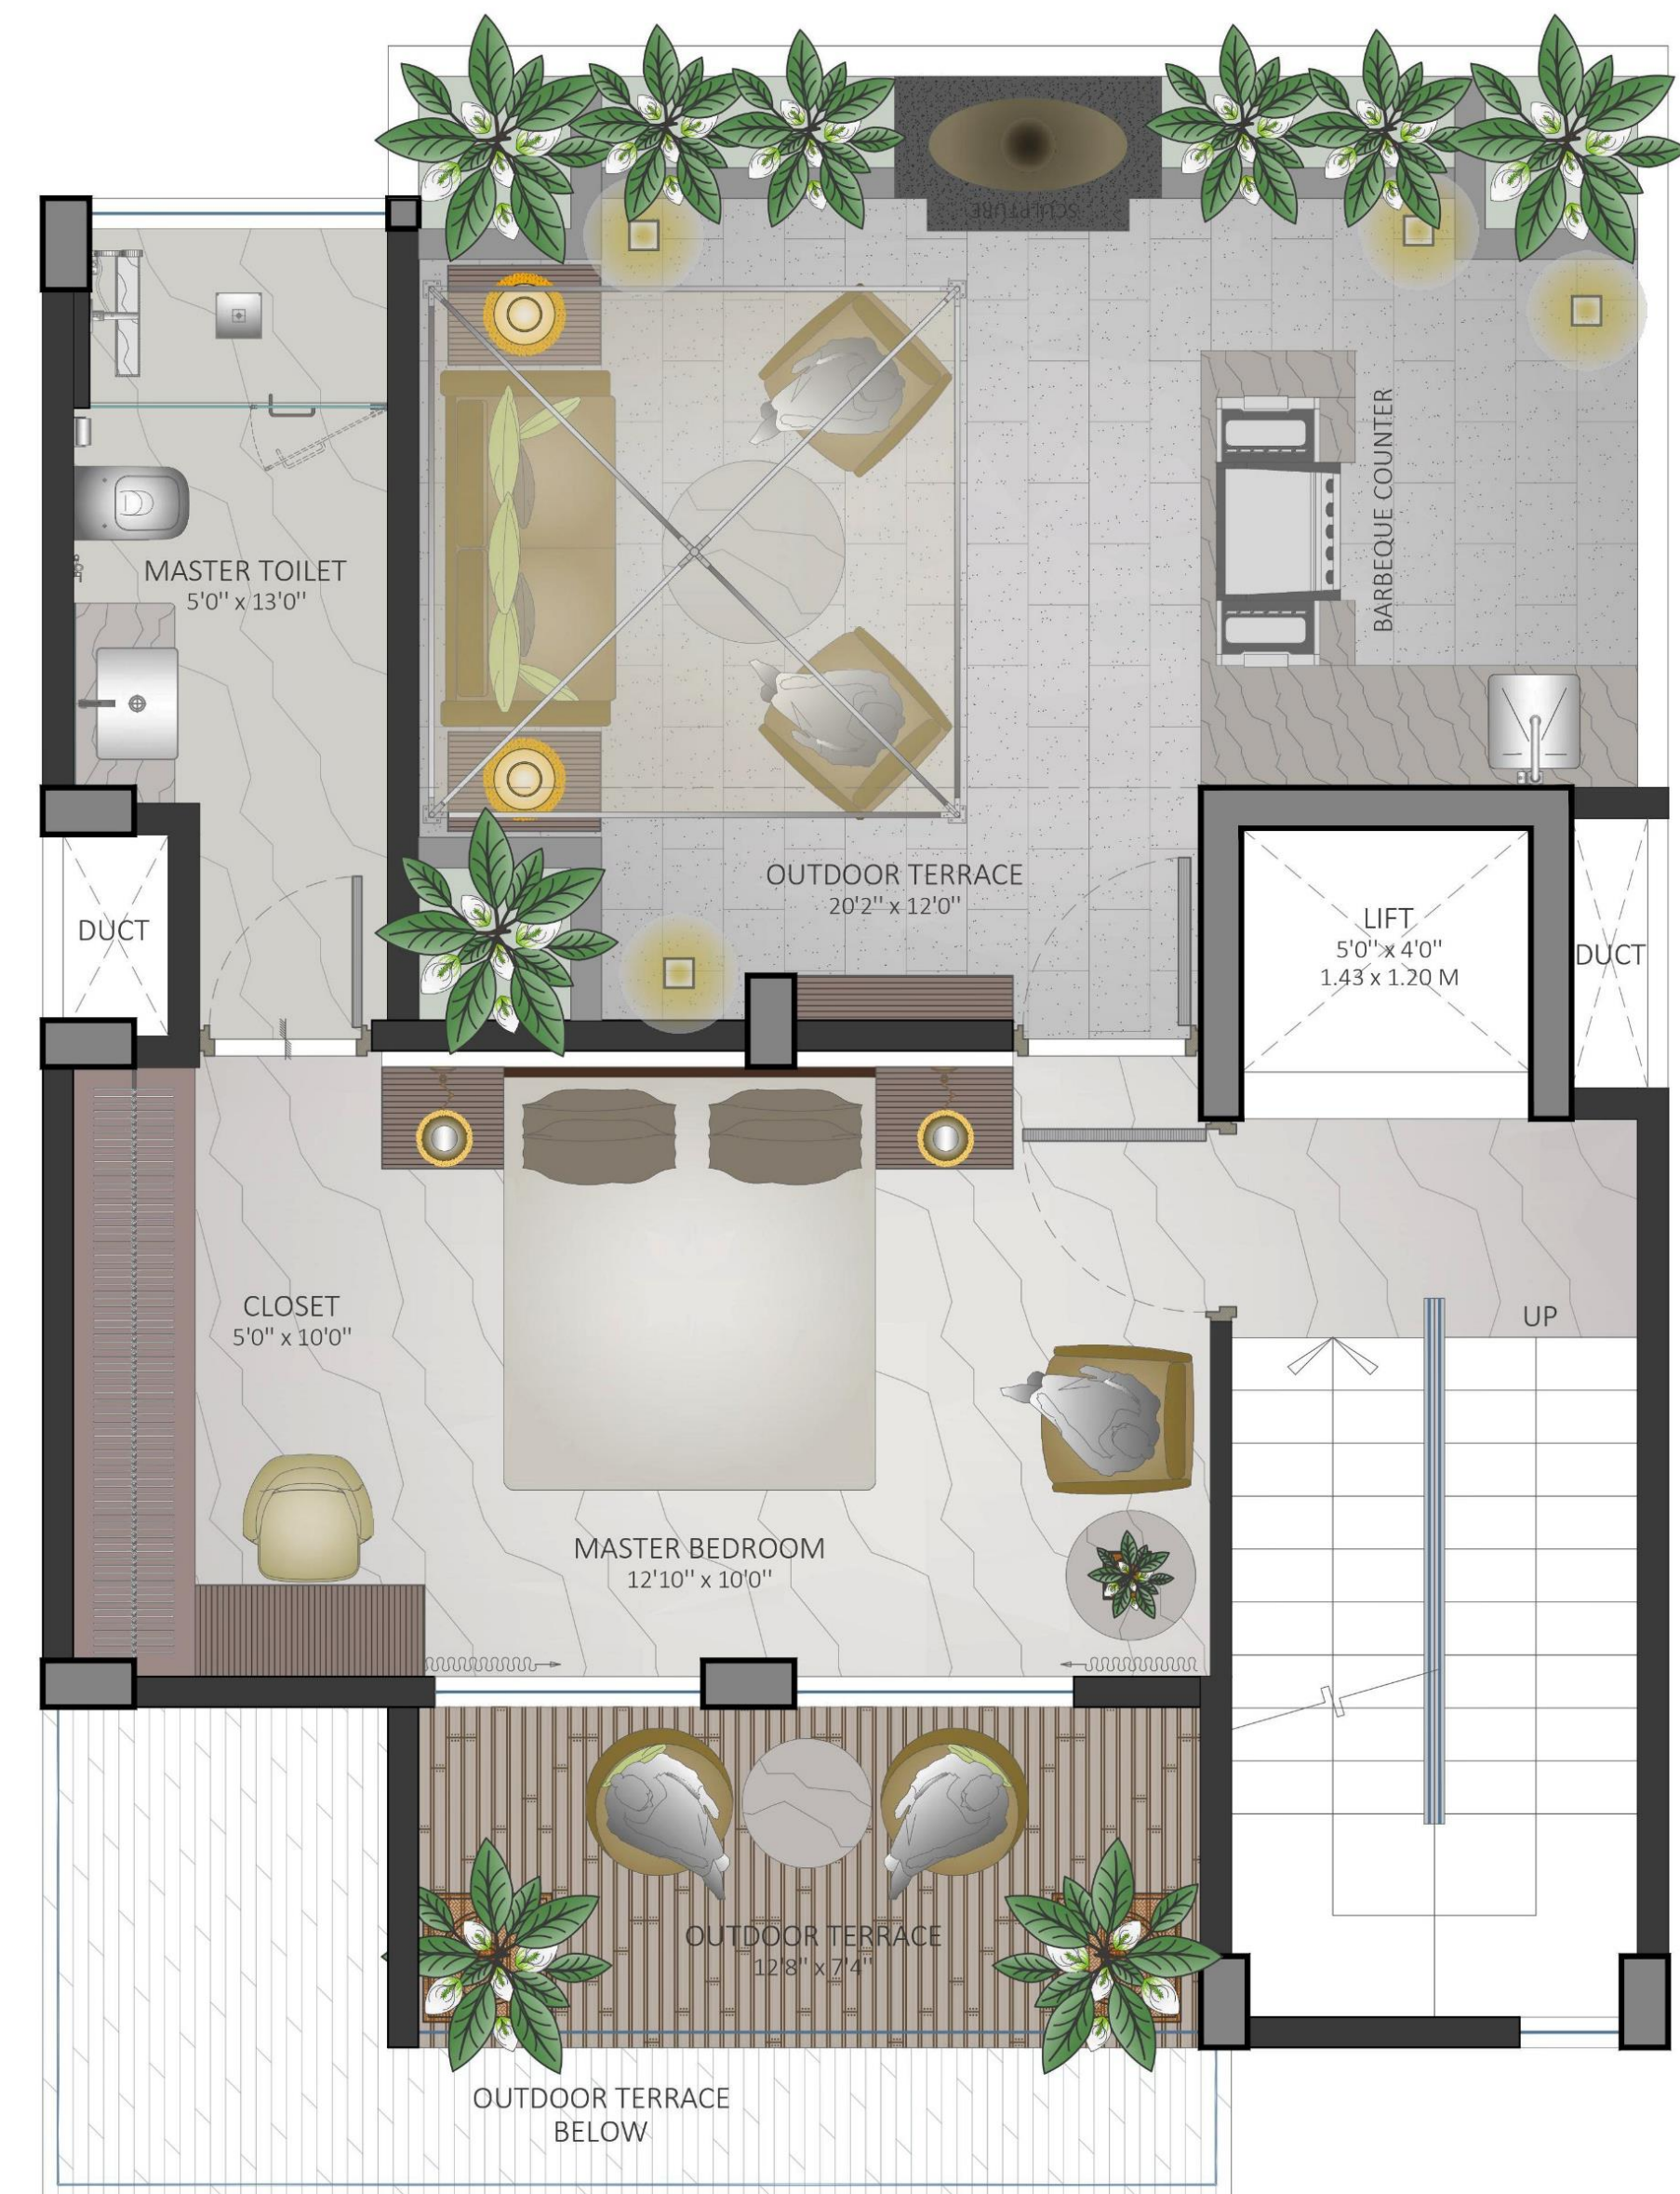 SCULPTURE
BARBEQUE COUNTER
MASTER TOILET
5'0" x 13'0"
OUTDOOR TERRACE
20'2" x 12'0"
DUCT
LIFT
5'0" x 4'0"
1.43 x 1.20 M
DUCT
CLOSET
5'0" x 10'0"
UP
MASTER BEDROOM
12'10" x 10'0"
OUTDOOR TERRACE
12'8" x 7'4"
OUTDOOR TERRACE
BELOW